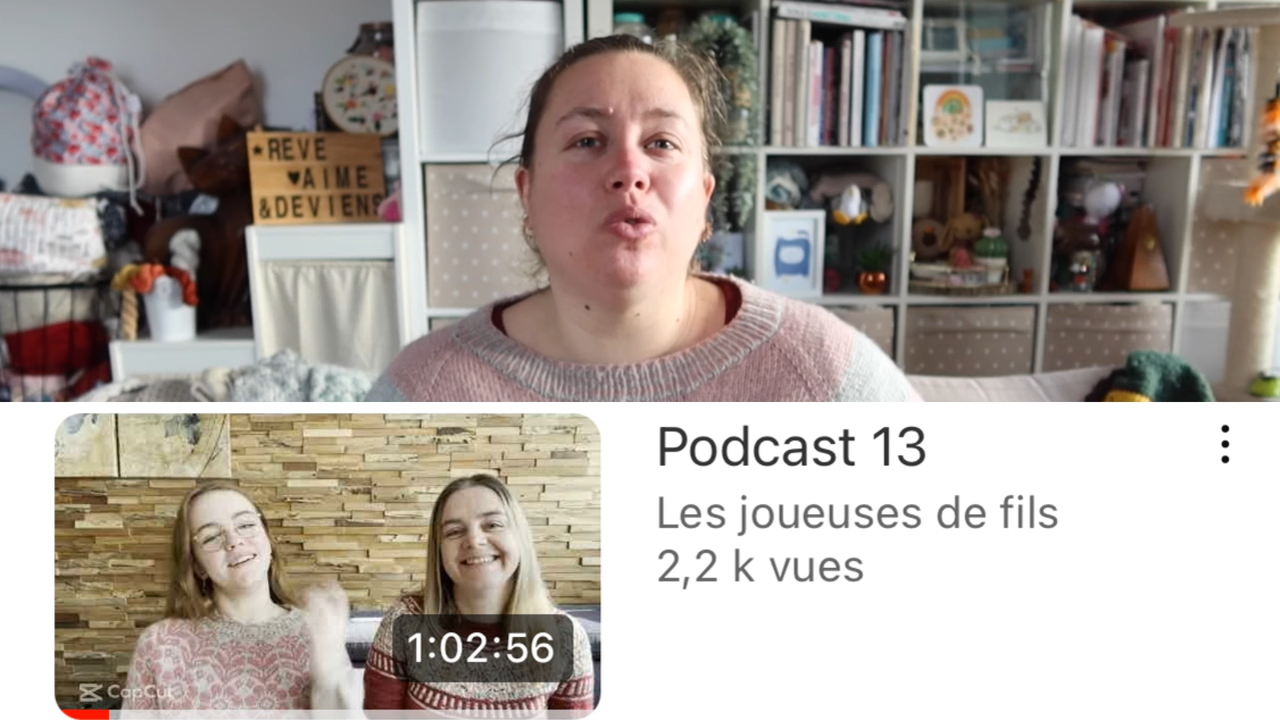 REVE
AIME
& DEVIENS
Podcast 13
Les joueuses de fils
2,2 k vues
1:02:56
CapCut